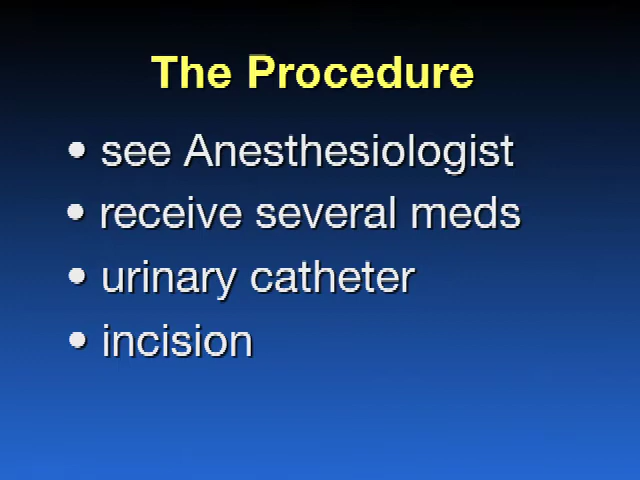 The Procedure
• see Anesthesiologist
• receive several meds
• urinary catheter
• incision